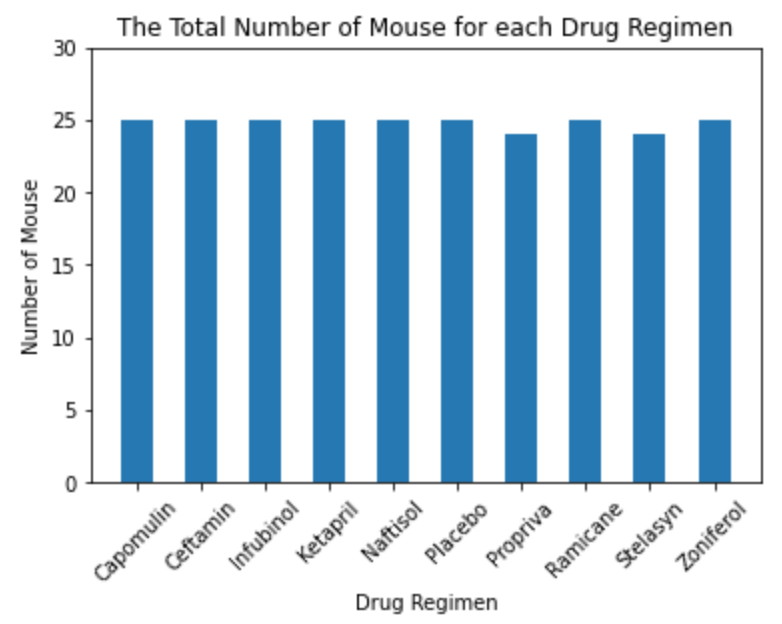 The Total Number of Mouse for each Drug Regimen
30
25
20
15
10
5
0
Number of Mouse
Capomulin
Ceftamin
Infubinol
Ketapril
Naftisol
Placebo
Propriva
Ramicane
Stelasyn
Zoniferol
Drug Regimen